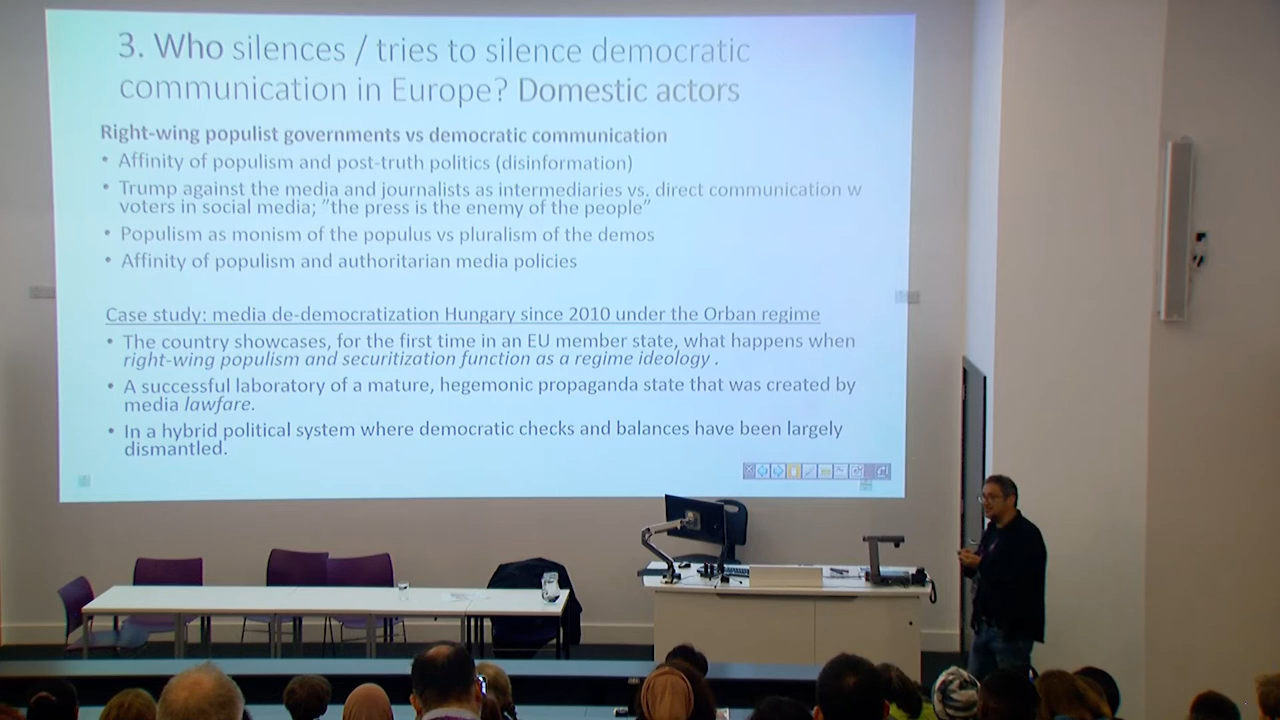 3. Who silences / tries to silence democratic
communication in Europe? Domestic actors
Right-wing populist governments vs democratic communication
• Affinity of populism and post-truth politics (disinformation)
• Trump against the media and journalists as intermediaries vs. direct communication w
voters in social media; ”the press is the enemy of the people”
• Populism as monism of the populus vs pluralism of the demos
• Affinity of populism and authoritarian media policies
Case study: media de-democratization Hungary since 2010 under the Orban regime
• The country showcases, for the first time in an EU member state, what happens when
right-wing populism and securitization function as a regime ideology .
• A successful laboratory of a mature, hegemonic propaganda state that was created by
media lawfare.
• In a hybrid political system where democratic checks and balances have been largely
dismantled.